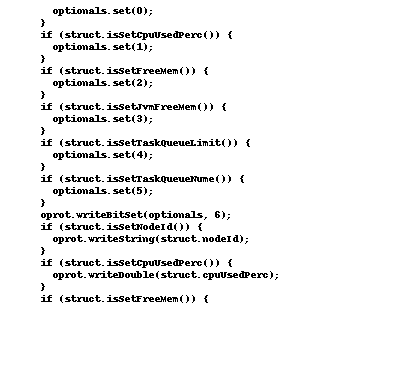 optionals.set(0);
}
if (struct.isSetCpuUsedPerc()) {
optionals.set(1);
}
if (struct.isSetFreeMem()) {
optionals.set(2);
}
if (struct.isSetJvmFreeMem()) {
optionals.set(3);
}
if (struct.isSetTaskQueueLimit()) {
optionals.set(4);
}
if (struct.isSetTaskQueueNume()) {
optionals.set(5);
}
oprot.writeBitSet(optionals, 6);
if (struct.isSetNodeId()) {
oprot.writeString(struct.nodeId);
}
if (struct.isSetCpuUsedPerc()) {
oprot.writeDouble(struct.cpuUsedPerc);
}
if (struct.isSetFreeMem()) {